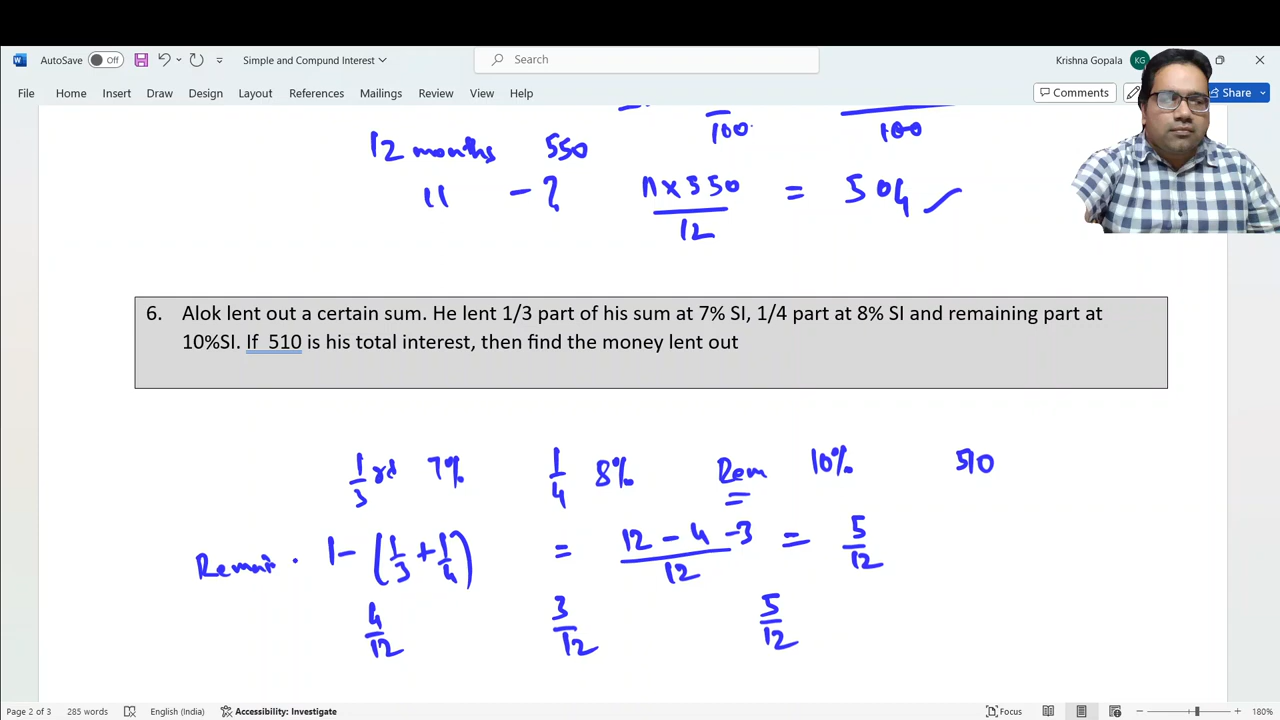 AutoSave Off Simple and Compund Interest Search Krishna Gopala KG
File Home Insert Draw Design Layout References Mailings Review View Help Comments Share
100 100
12 months 550
11 - ? 11 x 550 / 12 = 504
6. Alok lent out a certain sum. He lent 1/3 part of his sum at 7% SI, 1/4 part at 8% SI and remaining part at
10%SI. If 510 is his total interest, then find the money lent out
1/3 rd 7% 1/4 8% Rem 10% 510
Remain. 1 - (1/3 + 1/4) = 12 - 4 - 3 / 12 = 5/12
4/12 3/12 5/12
Page 2 of 3 285 words English (India) Accessibility: Investigate Focus 180%